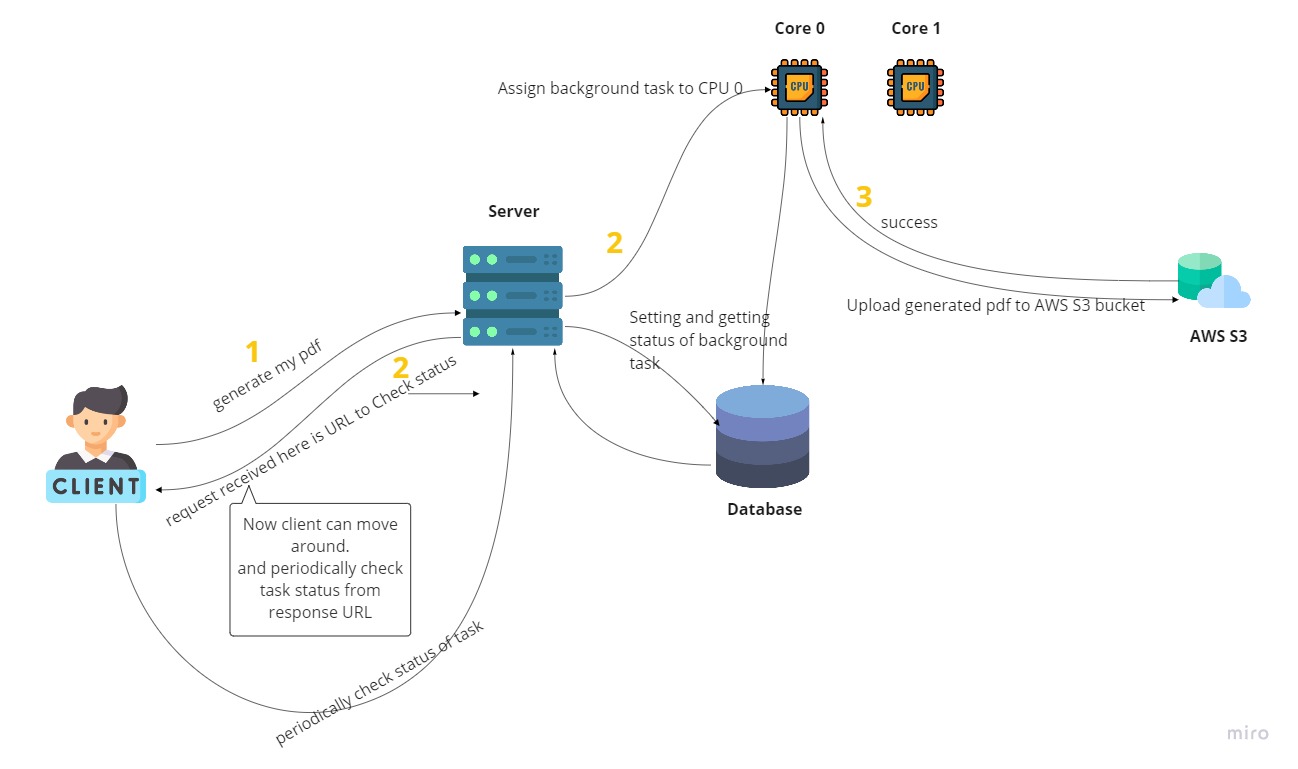 Core 0
Core 1
CPU
CPU
Assign background task to CPU 0
3
success
Server
2
Upload generated pdf to AWS S3 bucket
AWS S3
Setting and getting
status of background
task
1
generate my pdf
2
request received here is URL to Check status
CLIENT
Database
Now client can move
around.
and periodically check
task status from
response URL
periodically check status of task
miro